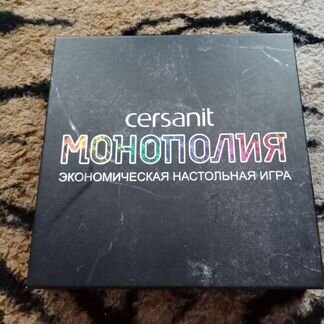 cersanit
МОНОПОЛИЯ
ЭКОНОМИЧЕСКАЯ НАСТОЛЬНАЯ ИГРА